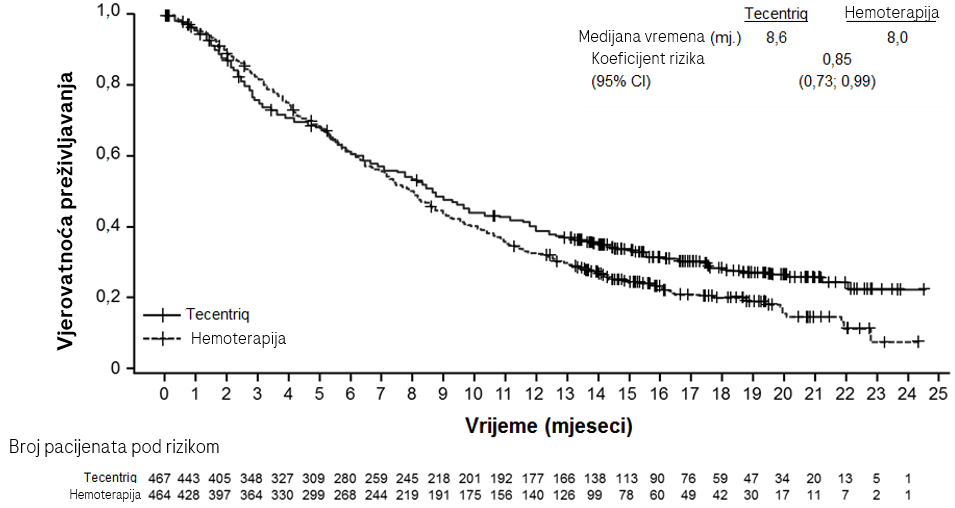 Tecentriq Hemoterapija
Medijana vremena (mj.) 8,6 8,0
Koeficijent rizika 0,85
(95% CI) (0,73; 0,99)
Vjerovatnoća preživljavanja
1,0
0,8
0,6
0,4
0,2
0
Tecentriq
Hemoterapija
0 1 2 3 4 5 6 7 8 9 10 11 12 13 14 15 16 17 18 19 20 21 22 23 24 25
Vrijeme (mjeseci)
Broj pacijenata pod rizikom
Tecentriq 467 443 405 348 327 309 280 259 245 218 201 192 177 166 138 113 90 76 59 47 34 20 13 5 1
Hemoterapija 464 428 397 364 330 299 268 244 219 191 175 156 140 126 99 78 60 49 42 30 17 11 7 2 1